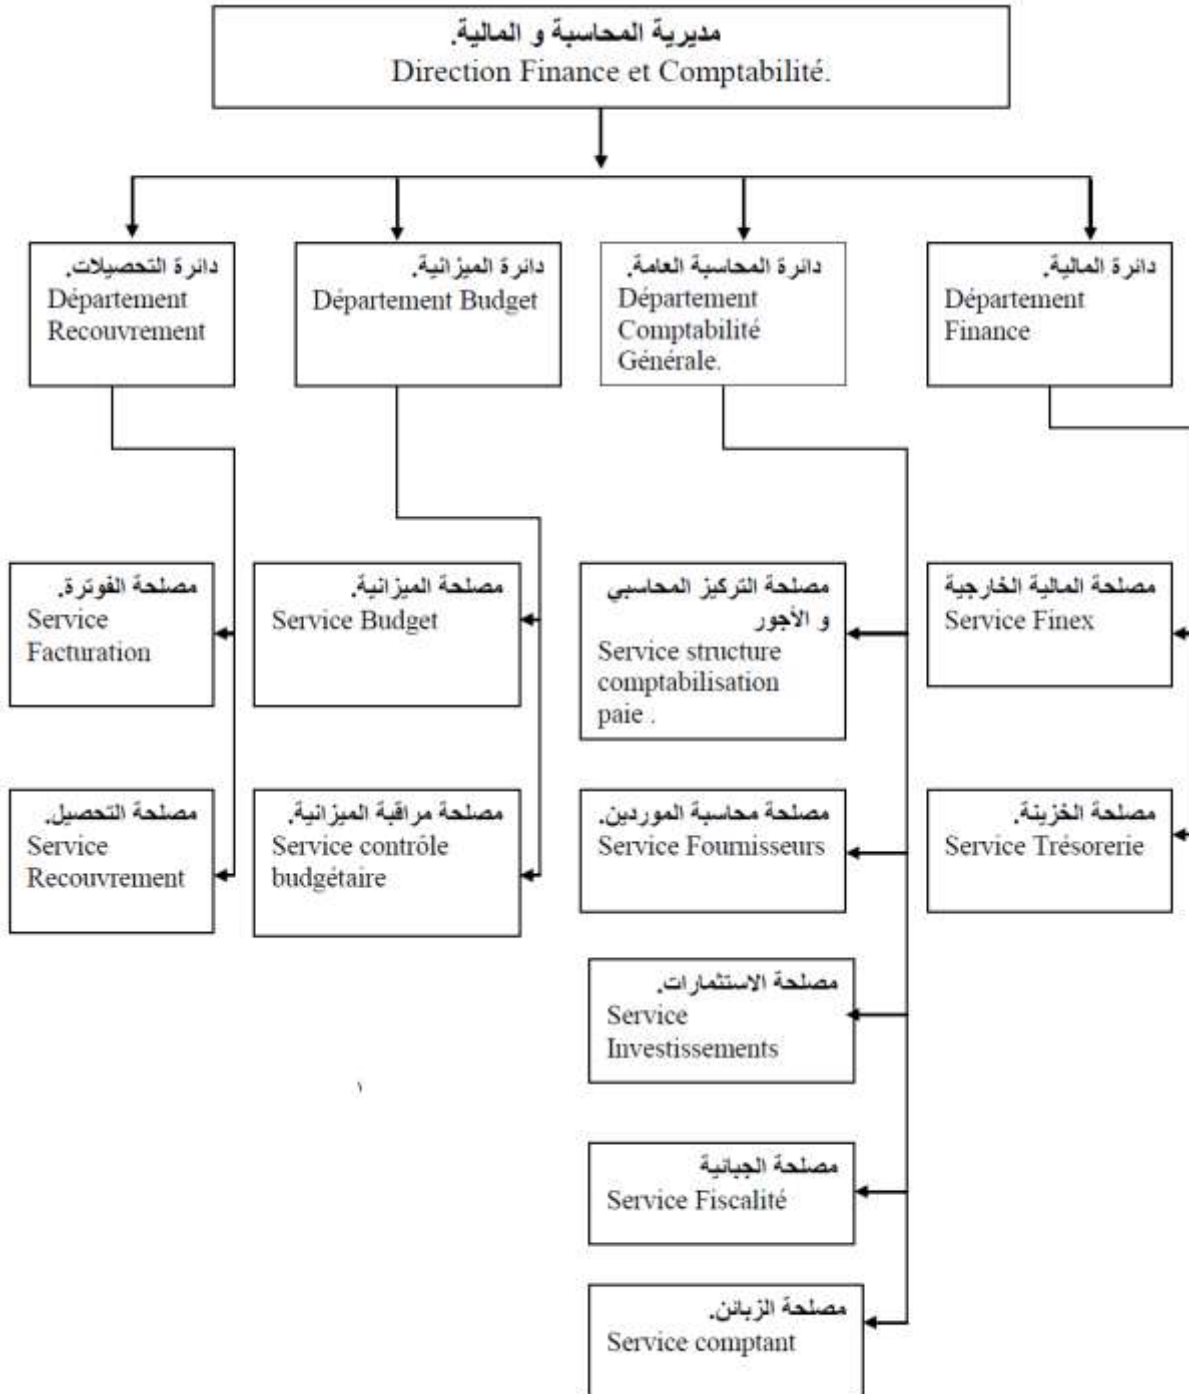 مديرية المحاسبة و المالية.
Direction Finance et Comptabilité.
دائرة التحصيلات.
Département
Recouvrement
دائرة الميزانية.
Département Budget
دائرة المحاسبة العامة.
Département
Comptabilité
Générale.
دائرة المالية.
Département
Finance
مصلحة الفوترة.
Service
Facturation
مصلحة الميزانية.
Service Budget
مصلحة التركيز المحاسبي
و الأجور
Service structure
comptabilisation
paie .
مصلحة المالية الخارجية
Service Finex
مصلحة التحصيل.
Service
Recouvrement
مصلحة مراقبة الميزانية.
Service contrôle
budgétaire
مصلحة محاسبة الموردين.
Service Fournisseurs
مصلحة الخزينة.
Service Trésorerie
مصلحة الاستثمارات.
Service
Investissements
١
مصلحة الجبائية
Service Fiscalité
مصلحة الزبائن.
Service comptant